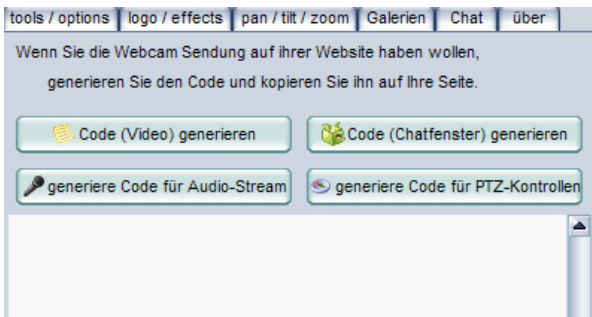 tools / options logo / effects pan / tilt / zoom Galerien Chat über
Wenn Sie die Webcam Sendung auf ihrer Website haben wollen,
generieren Sie den Code und kopieren Sie ihn auf Ihre Seite.
Code (Video) generieren Code (Chatfenster) generieren
generiere Code für Audio-Stream generiere Code für PTZ-Kontrollen